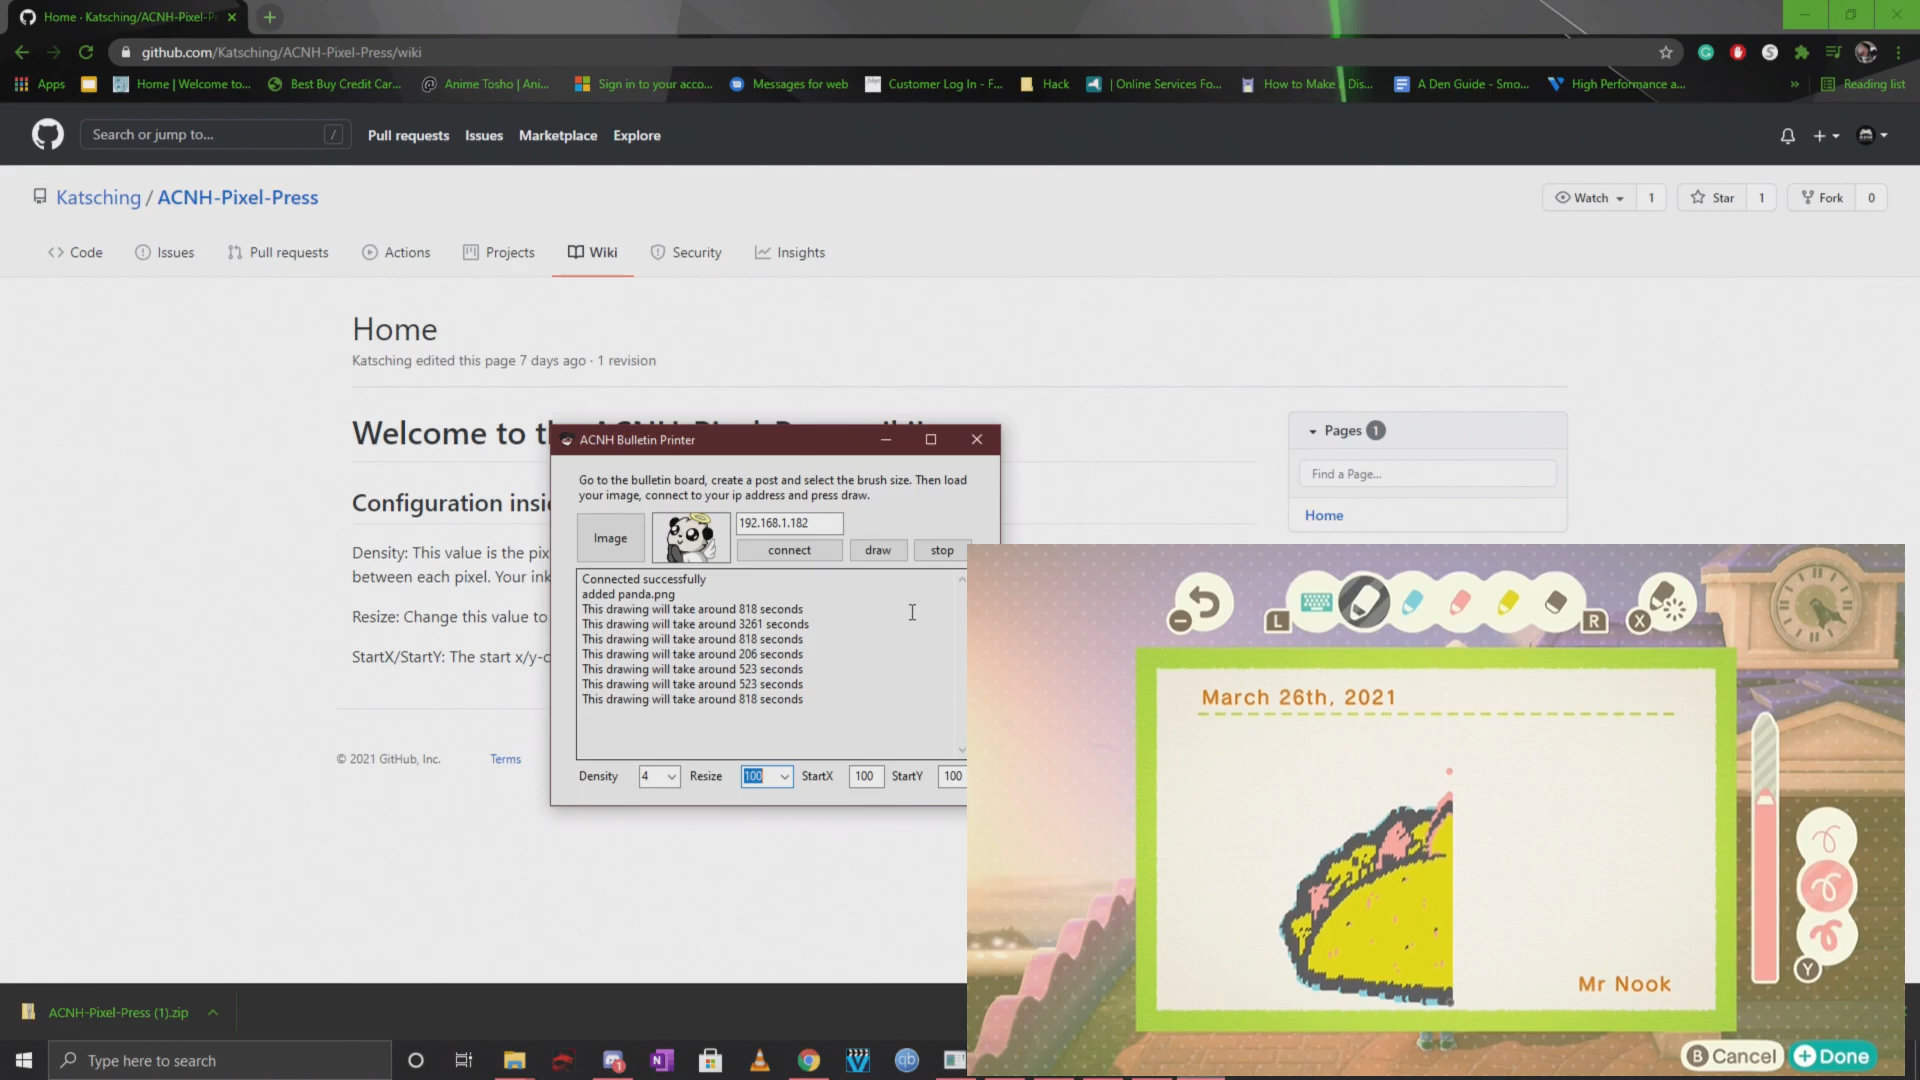 Home · Katsching/ACNH-Pixel-P
github.com/Katsching/ACNH-Pixel-Press/wiki
Apps
Home | Welcome to...
Best Buy Credit Car...
Anime Tosho | Ani...
Sign in to your acco...
Messages for web
Customer Log In - F...
Hack
| Online Services Fo...
How to Make a Dis...
A Den Guide - Smo...
High Performance a...
»
Reading list
Search or jump to...
/
Pull requests
Issues
Marketplace
Explore
Katsching / ACNH-Pixel-Press
Watch 1
Star 1
Fork 0
Code
Issues
Pull requests
Actions
Projects
Wiki
Security
Insights
Home
Katsching edited this page 7 days ago · 1 revision
Welcome to t
Configuration insi
Density: This value is the pix
between each pixel. Your ink
Resize: Change this value to
StartX/StartY: The start x/y-c
© 2021 GitHub, Inc.
Terms
Pages 1
Find a Page...
Home
ACNH Bulletin Printer
Go to the bulletin board, create a post and select the brush size. Then load
your image, connect to your ip address and press draw.
Image
192.168.1.182
connect
draw
stop
Connected successfully
added panda.png
This drawing will take around 818 seconds
This drawing will take around 3261 seconds
This drawing will take around 818 seconds
This drawing will take around 206 seconds
This drawing will take around 523 seconds
This drawing will take around 523 seconds
This drawing will take around 818 seconds
Density 4 Resize 100 StartX 100 StartY 100
L
R
X
March 26th, 2021
Mr Nook
Y
B Cancel
+ Done
ACNH-Pixel-Press (1).zip
Type here to search